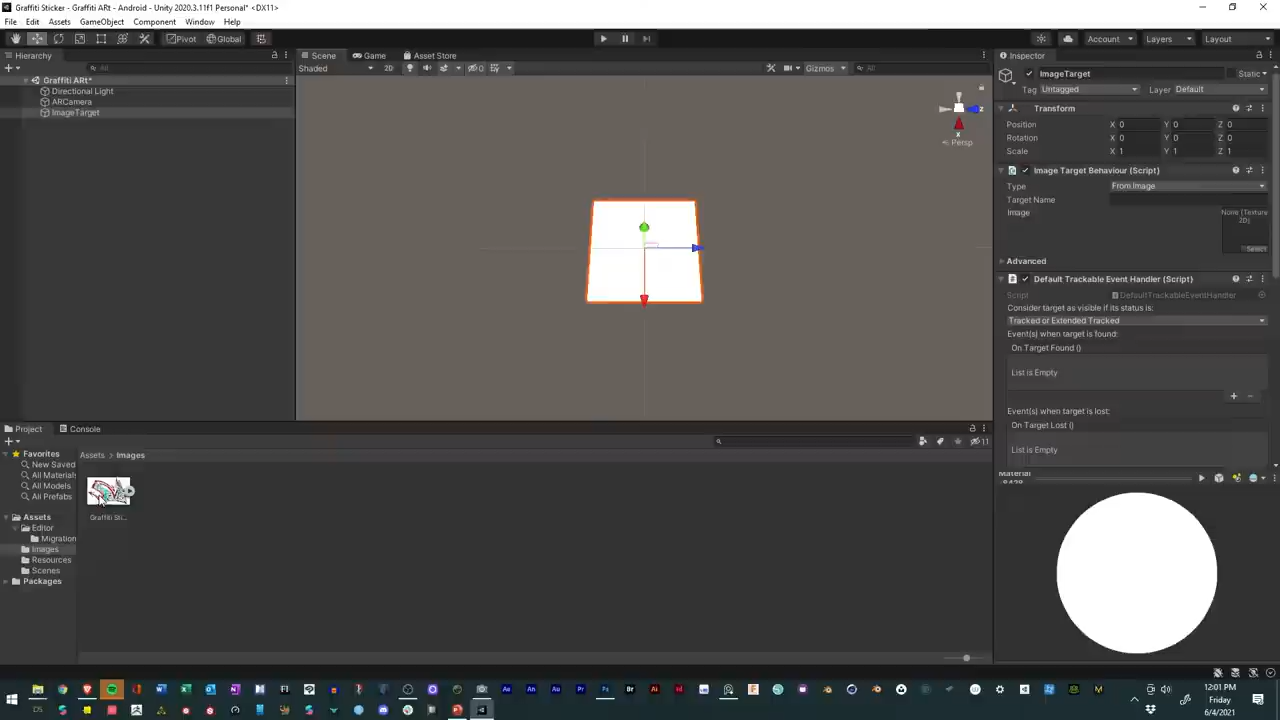 Graffiti Sticker - Graffiti ARt - Android - Unity 2020.3.11f1 Personal* <DX11>
File Edit Assets GameObject Component Window Help
Pivot Global Account Layers Layout
Hierarchy Scene Game Asset Store Inspector
All Shaded 2D 0 Gizmos All
ImageTarget Static
Graffiti ARt*
Tag Untagged Layer Default
Directional Light
ARCamera
ImageTarget
Transform
Position X 0 Y 0 Z 0
Rotation X 0 Y 0 Z 0
Scale X 1 Y 1 Z 1
z
x
Persp
Image Target Behaviour (Script)
Type From Image
Target Name
Image None (Texture 2D)
Select
Advanced
Default Trackable Event Handler (Script)
Script DefaultTrackableEventHandler
Consider target as visible if its status is:
Tracked or Extended Tracked
Event(s) when target is found:
On Target Found ()
List is Empty
Event(s) when target is lost:
On Target Lost ()
List is Empty
Project Console
11
Favorites
New Saved
All Materials
All Models
All Prefabs
Assets
Editor
Migration
Images
Resources
Scenes
Packages
Assets > Images
Graffiti Sti...
Material
12:01 PM
Friday
6/4/2021